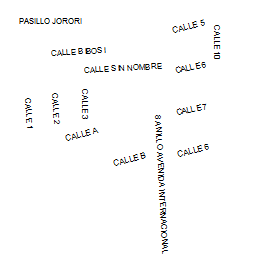 PASILLO JORORI
CALLE 5
CALLE 10
CALLE BIBOSI
CALLE SIN NOMBRE
CALLE 6
CALLE 1
CALLE 2
CALLE 3
CALLE 7
CALLE A
8 ANILLO AVENIDA INTERNACIONAL
CALLE B
CALLE 6